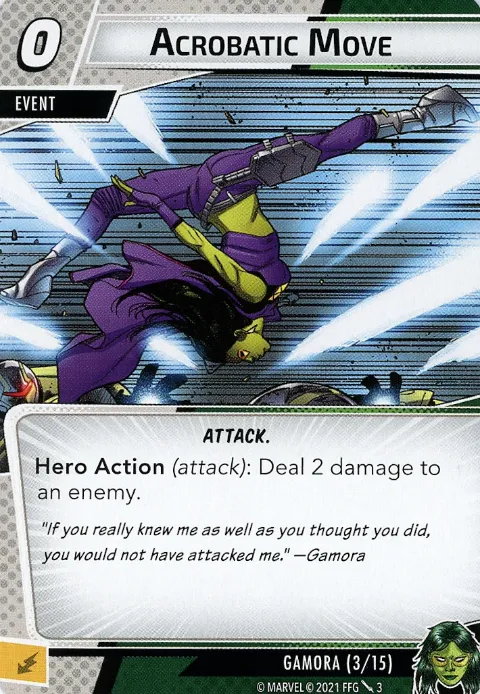 0
ACROBATIC MOVE
EVENT
ATTACK.
Hero Action (attack): Deal 2 damage to
an enemy.
"If you really knew me as well as you thought you did,
you would not have attacked me." —Gamora
GAMORA (3/15)
© MARVEL © 2021 FFG 3